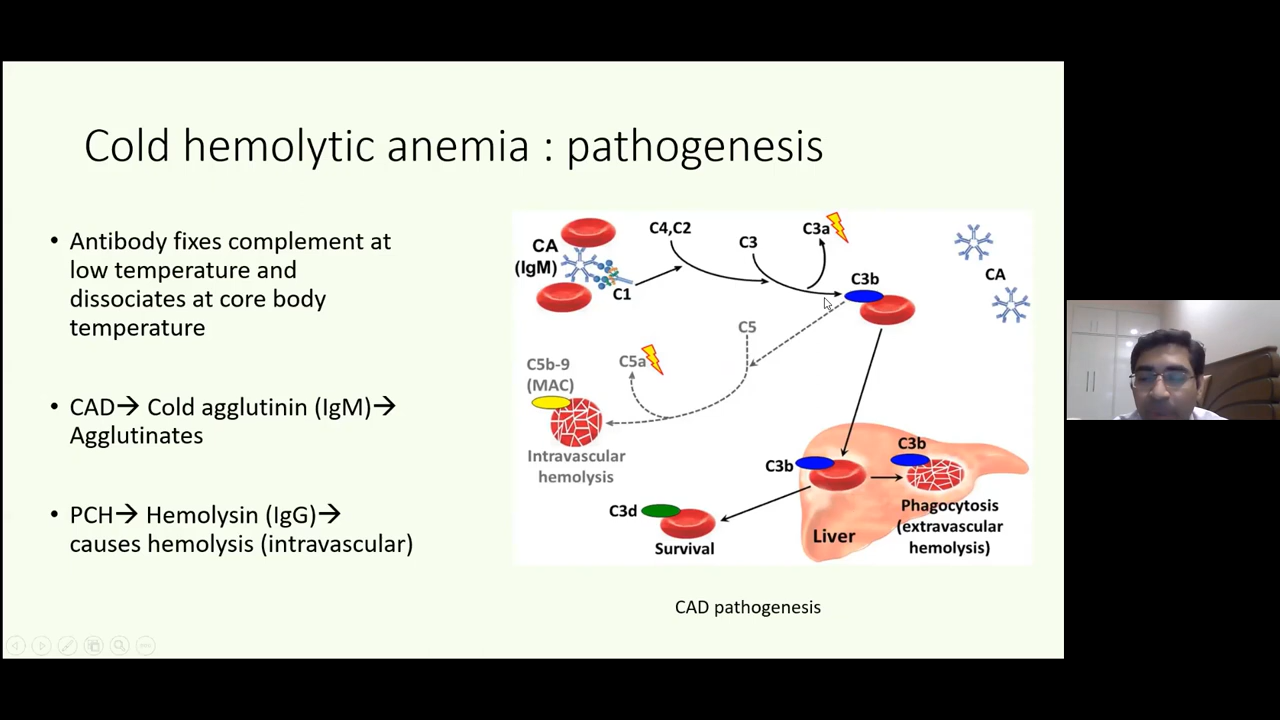 Cold hemolytic anemia : pathogenesis
• Antibody fixes complement at
low temperature and
dissociates at core body
temperature
• CAD→ Cold agglutinin (IgM)→
Agglutinates
• PCH→ Hemolysin (IgG)→
causes hemolysis (intravascular)
CA
(IgM)
C1
C4,C2
C3
C3a
C3b
CA
C5
C5a
C5b-9
(MAC)
Intravascular
hemolysis
C3b
C3b
Phagocytosis
(extravascular
hemolysis)
Liver
C3d
Survival
CAD pathogenesis